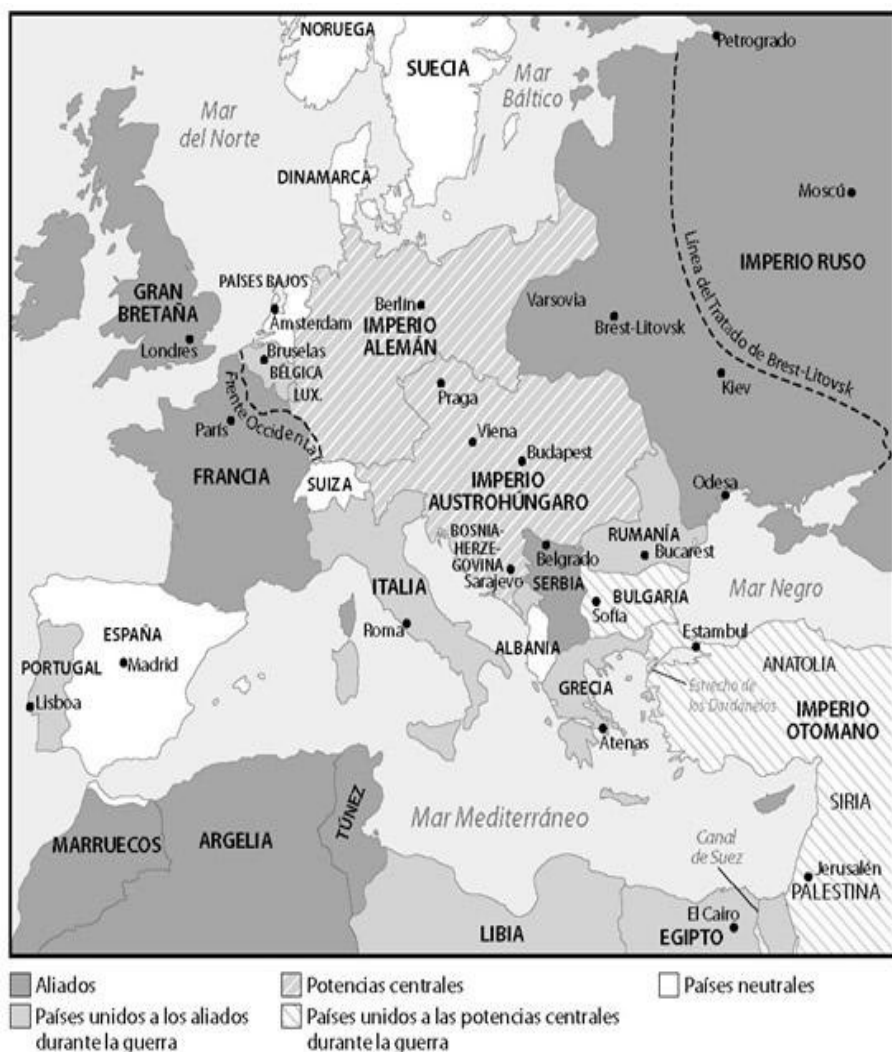 NORUEGA
SUECIA
Petrogrado
Mar
del Norte
Mar
Báltico
DINAMARCA
Moscú
IMPERIO RUSO
Línea del Tratado de Brest-Litovsk
GRAN
BRETAÑA
Londres
PAÍSES BAJOS
Ámsterdam
Berlín
IMPERIO
ALEMÁN
Varsovia
Brest-Litovsk
Bruselas
BÉLGICA
LUX.
Frente Occidental
Praga
Kiev
París
Viena
Budapest
FRANCIA
SUIZA
IMPERIO
AUSTROHÚNGARO
Odesa
BOSNIA-
HERZE-
GOVINA
Sarajevo
Belgrado
SERBIA
RUMANÍA
Bucarest
ITALIA
Roma
BULGARIA
Sofía
Mar Negro
ESPAÑA
Madrid
PORTUGAL
Lisboa
ALBANIA
Estambul
ANATOLIA
GRECIA
Estrecho de
los Dardanelos
IMPERIO
OTOMANO
Atenas
MARRUECOS
ARGELIA
TÚNEZ
Mar Mediterráneo
SIRIA
Canal
de Suez
Jerusalén
PALESTINA
LIBIA
El Cairo
EGIPTO
Aliados
Países unidos a los aliados
durante la guerra
Potencias centrales
Países unidos a las potencias centrales
durante la guerra
Países neutrales